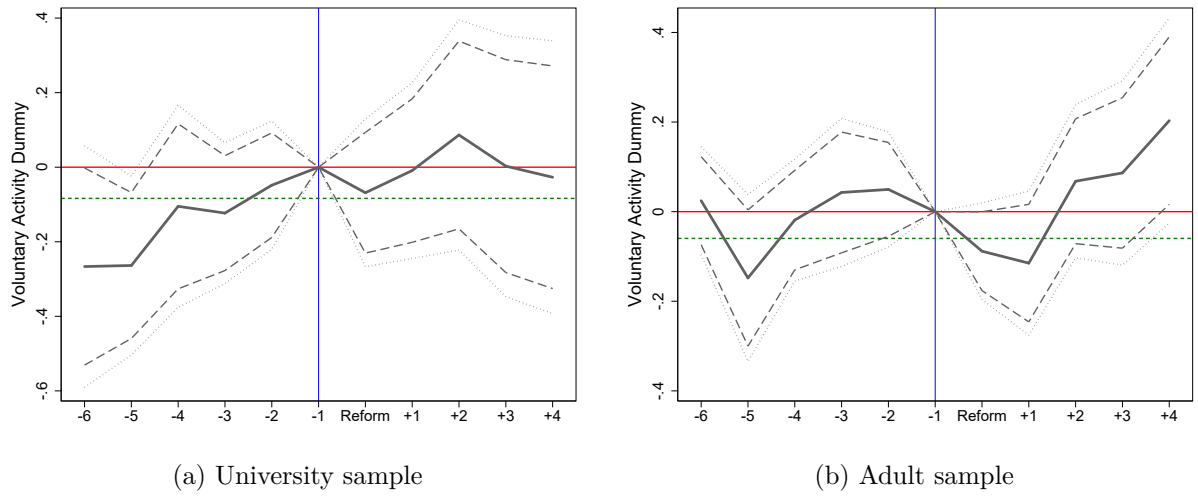 Voluntary Activity Dummy
.4
.2
0
-.2
-.4
-.6
-6 -5 -4 -3 -2 -1 Reform +1 +2 +3 +4
(a) University sample
Voluntary Activity Dummy
.4
.2
0
-.2
-.4
-6 -5 -4 -3 -2 -1 Reform +1 +2 +3 +4
(b) Adult sample